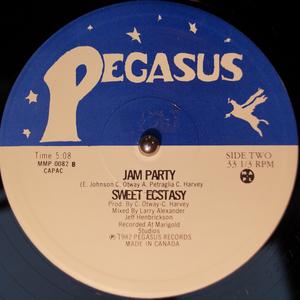 PEGASUS
Time 5:08
MMP 0082 B
CAPAC
SIDE TWO
33 1/3 RPM
JAM PARTY
(E. Johnson C. Otway A. Petraglia C. Harvey)
SWEET ECSTASY
Prod. By C. Otway-C. Harvey
Mixed By Larry Alexander
Jeff Henbrickson
Recorded At Marigold
Studios
Ⓟ 1982 PEGASUS RECORDS
MADE IN CANADA